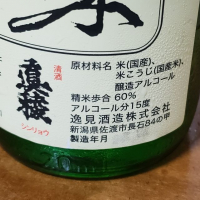 清酒
真稜
シンリョウ
原材料名 米(国産)、
米こうじ(国産米)、
醸造アルコール
精米歩合 60%
アルコール分15度
逸見酒造株式会社
新潟県佐渡市長石84の甲
製造年月